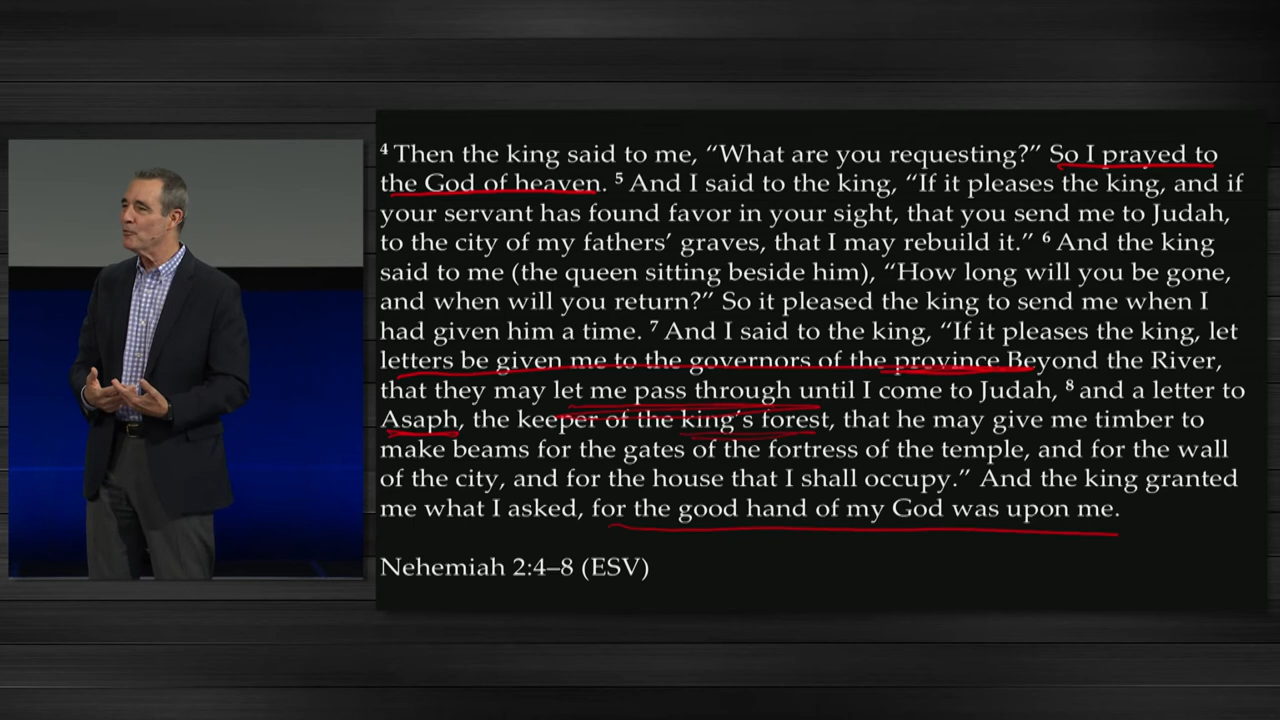 ⁴ Then the king said to me, “What are you requesting?” So I prayed to
the God of heaven. ⁵ And I said to the king, “If it pleases the king, and if
your servant has found favor in your sight, that you send me to Judah,
to the city of my fathers’ graves, that I may rebuild it.” ⁶ And the king
said to me (the queen sitting beside him), “How long will you be gone,
and when will you return?” So it pleased the king to send me when I
had given him a time. ⁷ And I said to the king, “If it pleases the king, let
letters be given me to the governors of the province Beyond the River,
that they may let me pass through until I come to Judah, ⁸ and a letter to
Asaph, the keeper of the king’s forest, that he may give me timber to
make beams for the gates of the fortress of the temple, and for the wall
of the city, and for the house that I shall occupy.” And the king granted
me what I asked, for the good hand of my God was upon me.
Nehemiah 2:4–8 (ESV)